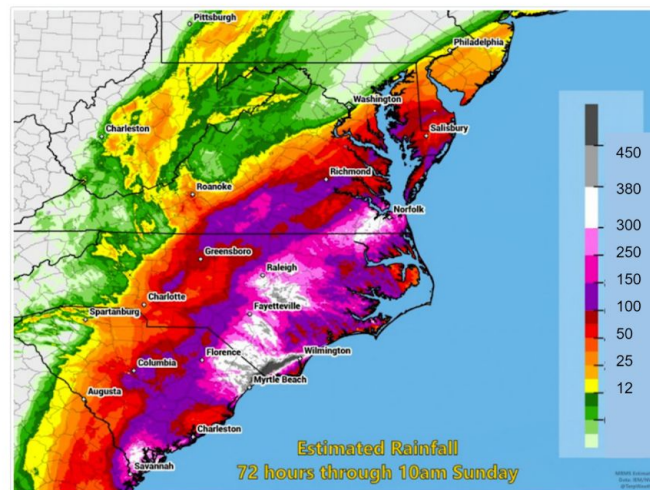 Pittsburgh
Philadelphia
Washington
Charleston
Salisbury
Richmond
Roanoke
Norfolk
Greensboro
Raleigh
Charlotte
Fayetteville
Spartanburg
Wilmington
Florence
Columbia
Myrtle Beach
Augusta
Charleston
Savannah
Estimated Rainfall
72 hours through 10am Sunday
450
380
300
250
150
100
50
25
12